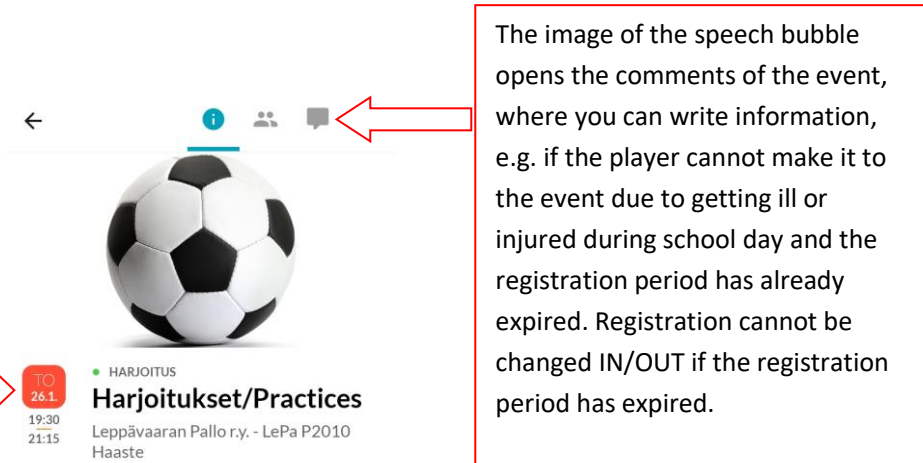 The image of the speech bubble
opens the comments of the event,
where you can write information,
e.g. if the player cannot make it to
the event due to getting ill or
injured during school day and the
registration period has already
expired. Registration cannot be
changed IN/OUT if the registration
period has expired.
HARJOITUS
TO
26.1.
Harjoitukset/Practices
19:30
21:15
Leppävaaran Pallo r.y. - LePa P2010
Haaste